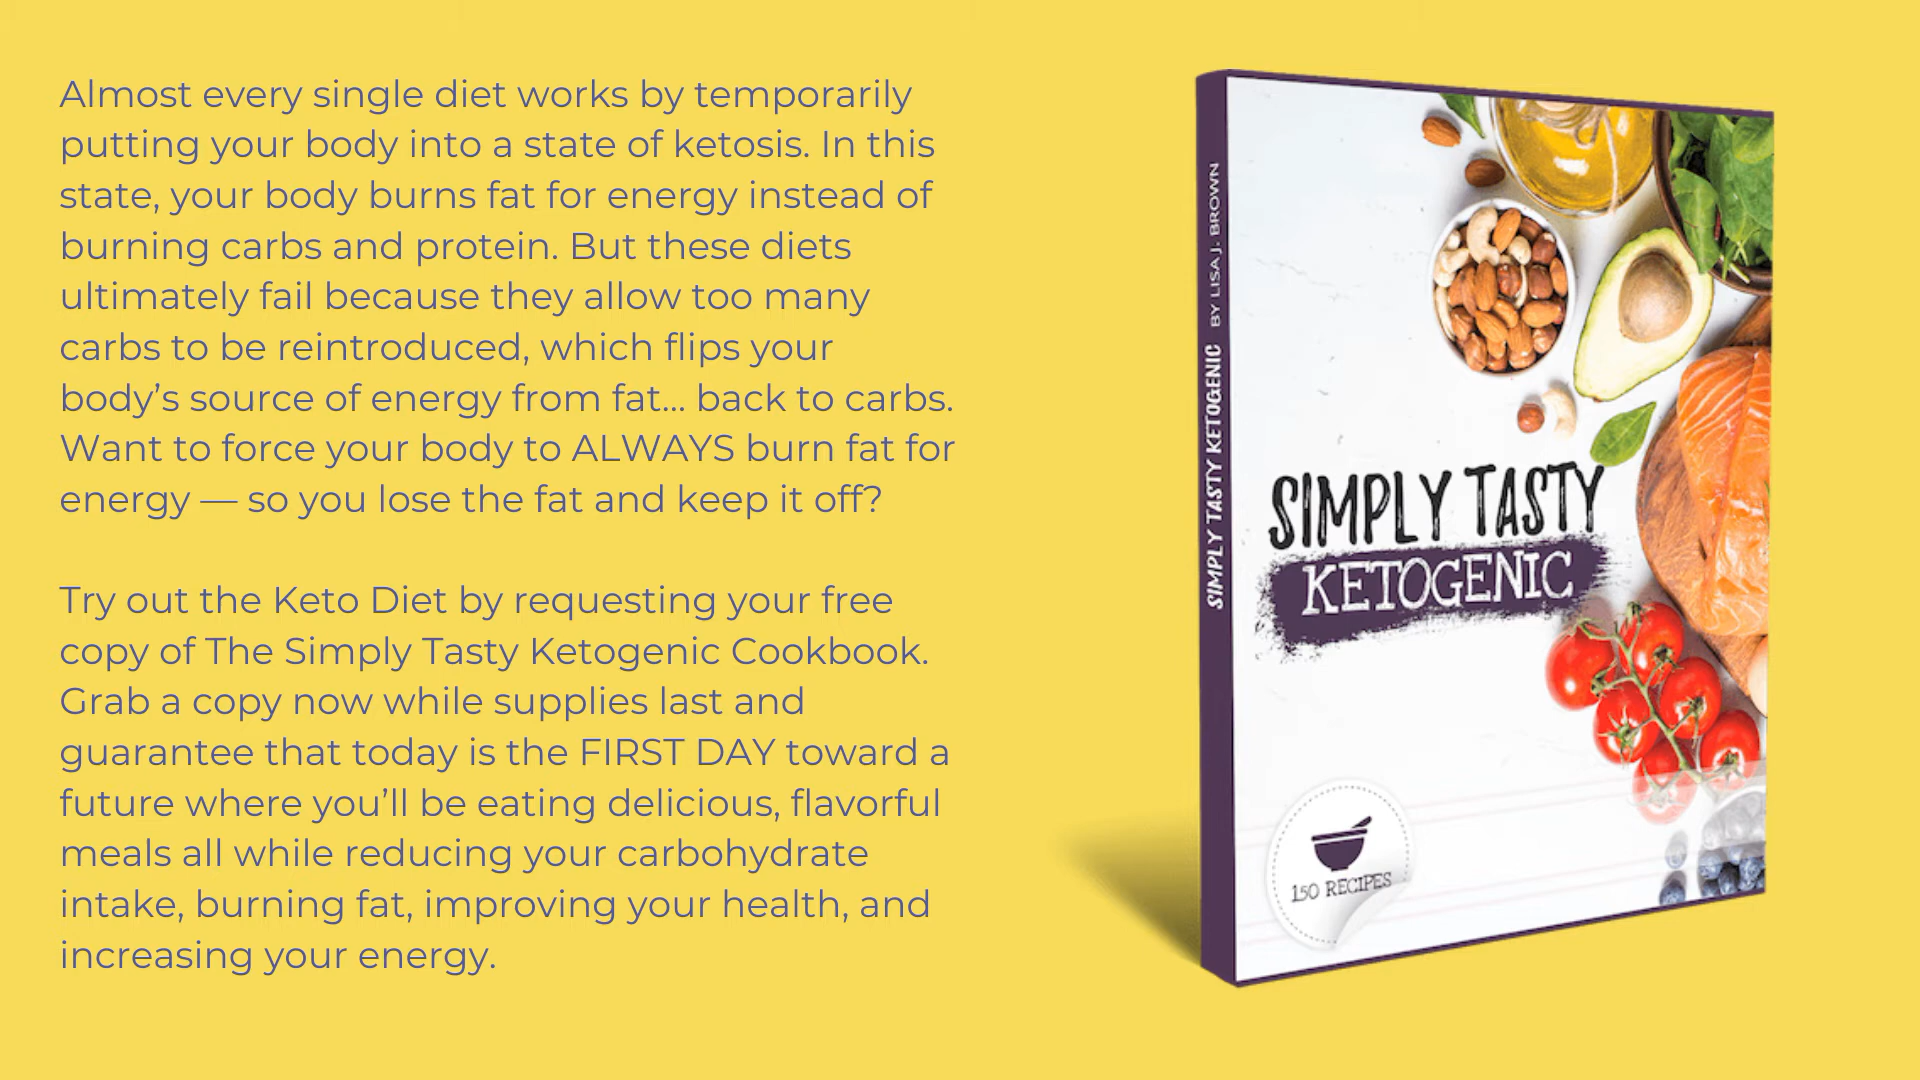 Almost every single diet works by temporarily
putting your body into a state of ketosis. In this
state, your body burns fat for energy instead of
burning carbs and protein. But these diets
ultimately fail because they allow too many
carbs to be reintroduced, which flips your
body’s source of energy from fat... back to carbs.
Want to force your body to ALWAYS burn fat for
energy — so you lose the fat and keep it off?
Try out the Keto Diet by requesting your free
copy of The Simply Tasty Ketogenic Cookbook.
Grab a copy now while supplies last and
guarantee that today is the FIRST DAY toward a
future where you’ll be eating delicious, flavorful
meals all while reducing your carbohydrate
intake, burning fat, improving your health, and
increasing your energy.
SIMPLY TASTY KETOGENIC BY LISA J. BROWN
SIMPLY TASTY
KETOGENIC
150 RECIPES